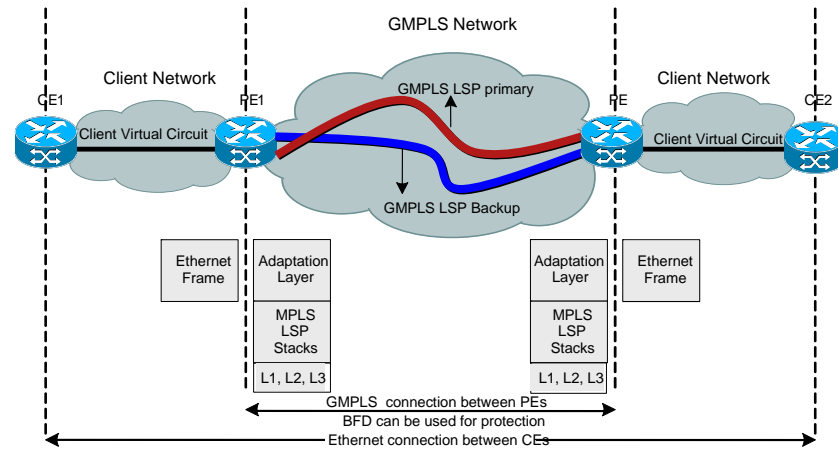 GMPLS Network
Client Network
Client Network
GMPLS LSP primary
CE1
PE1
PE
CE2
Client Virtual Circuit
Client Virtual Circuit
GMPLS LSP Backup
Ethernet
Frame
Adaptation
Layer
Adaptation
Layer
Ethernet
Frame
MPLS
LSP
Stacks
MPLS
LSP
Stacks
L1, L2, L3
L1, L2, L3
GMPLS connection between PEs
BFD can be used for protection
Ethernet connection between CEs